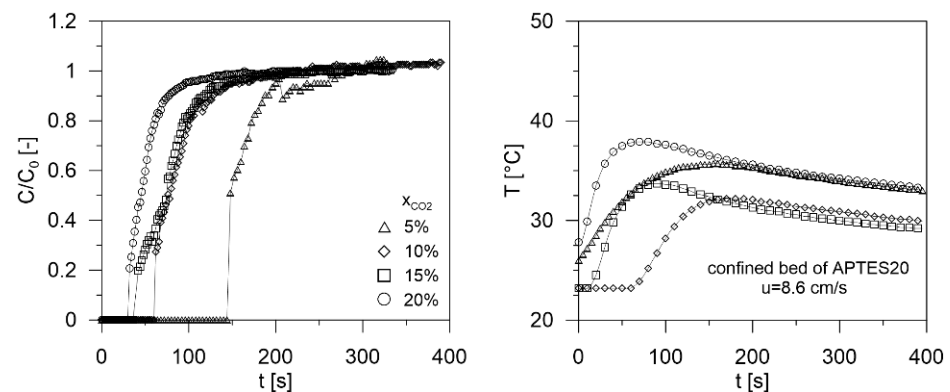 C/C0 [-]
1.2
1
0.8
0.6
0.4
0.2
0
0 100 200 300 400
t [s]
xCO2
5%
10%
15%
20%
T [°C]
50
40
30
20
0 100 200 300 400
t [s]
confined bed of APTES20
u=8.6 cm/s